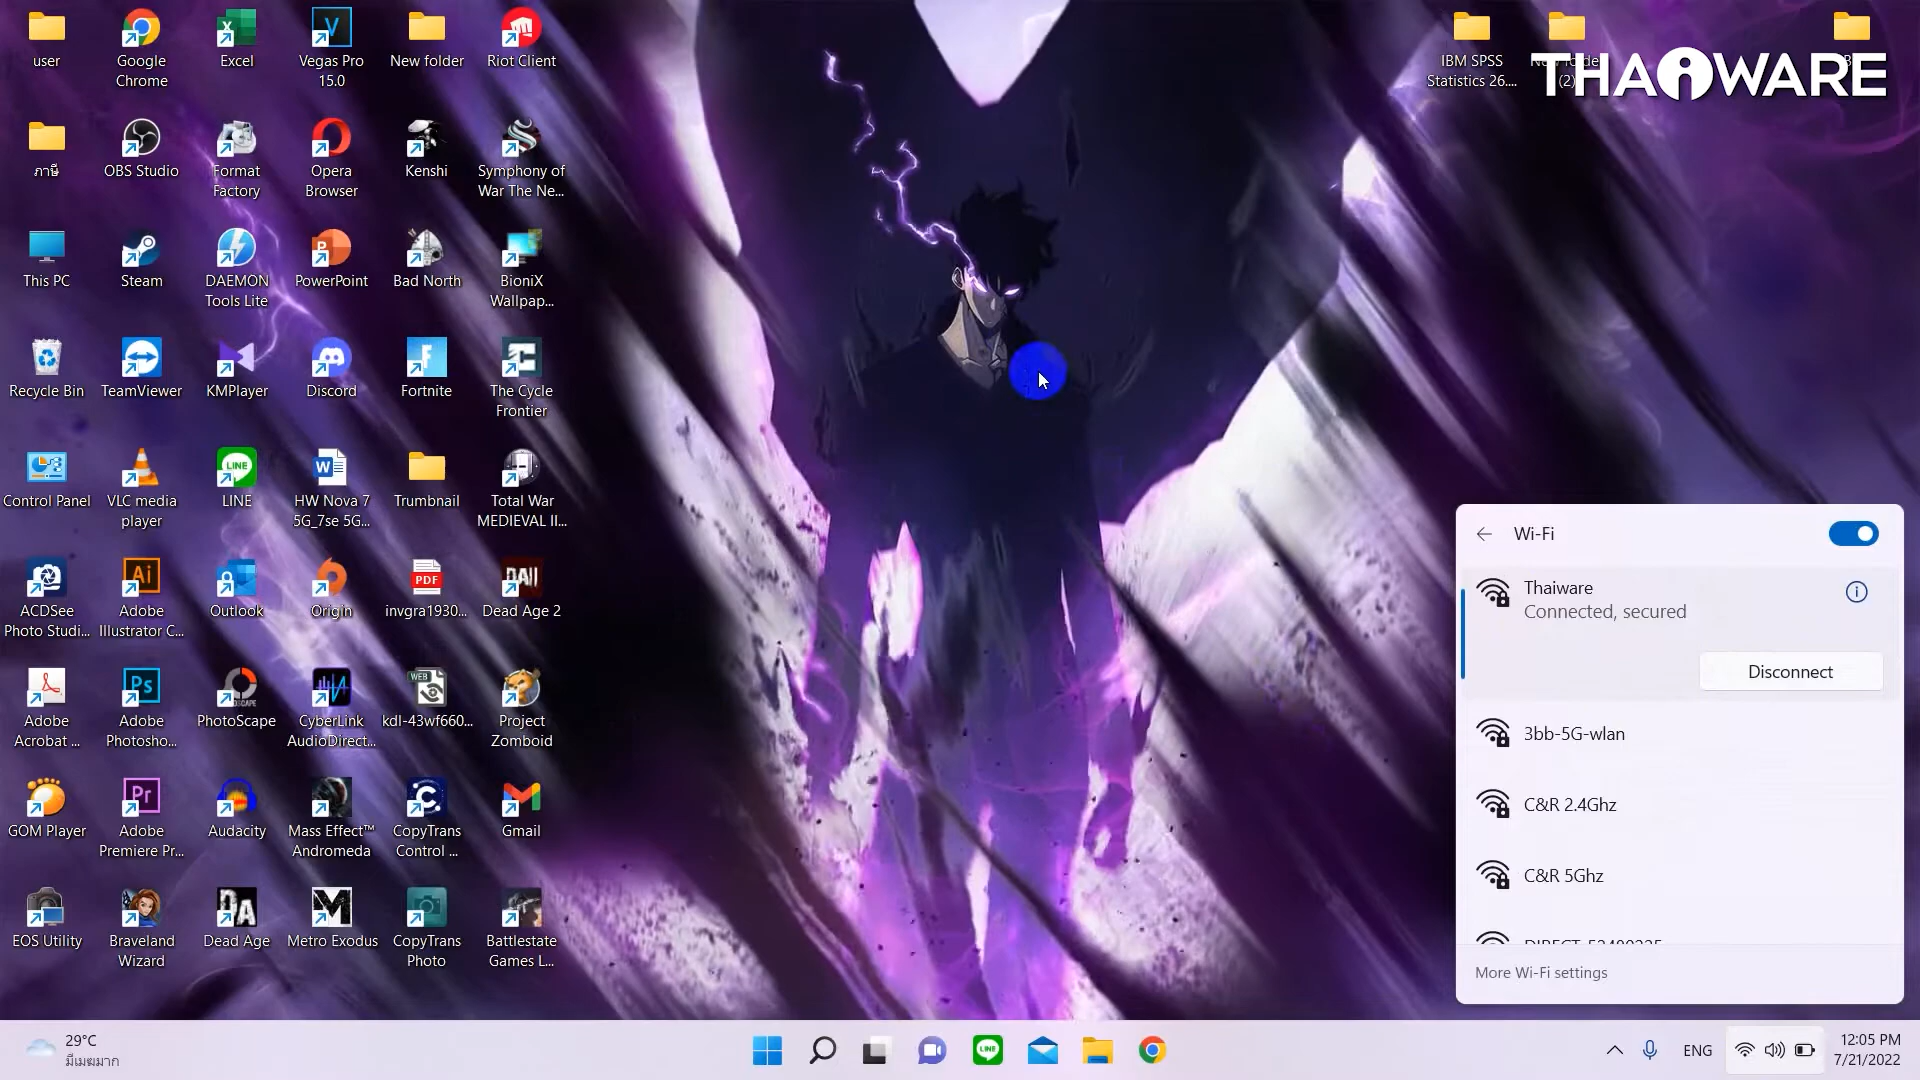 user
Google
Chrome
Excel
Vegas Pro
15.0
New folder
Riot Client
IBM SPSS
Statistics 26....
(2)
THAiWARE
ภาษี
OBS Studio
Format
Factory
Opera
Browser
Kenshi
Symphony of
War The Ne...
This PC
Steam
DAEMON
Tools Lite
PowerPoint
Bad North
BioniX
Wallpap...
Recycle Bin
TeamViewer
KMPlayer
Discord
Fortnite
The Cycle
Frontier
Control Panel
VLC media
player
LINE
HW Nova 7
5G_7se 5G...
Trumbnail
Total War
MEDIEVAL II...
ACDSee
Photo Studi...
Adobe
Illustrator C...
Outlook
Origin
invgra1930...
Dead Age 2
Adobe
Acrobat ...
Adobe
Photosho...
PhotoScape
CyberLink
AudioDirect...
kdl-43wf660...
Project
Zomboid
GOM Player
Adobe
Premiere Pr...
Audacity
Mass Effect™
Andromeda
CopyTrans
Control ...
Gmail
EOS Utility
Braveland
Wizard
Dead Age
Metro Exodus
CopyTrans
Photo
Battlestate
Games L...
Wi-Fi
Thaiware
Connected, secured
Disconnect
3bb-5G-wlan
C&R 2.4Ghz
C&R 5Ghz
More Wi-Fi settings
29°C
มีเมฆมาก
ENG
12:05 PM
7/21/2022